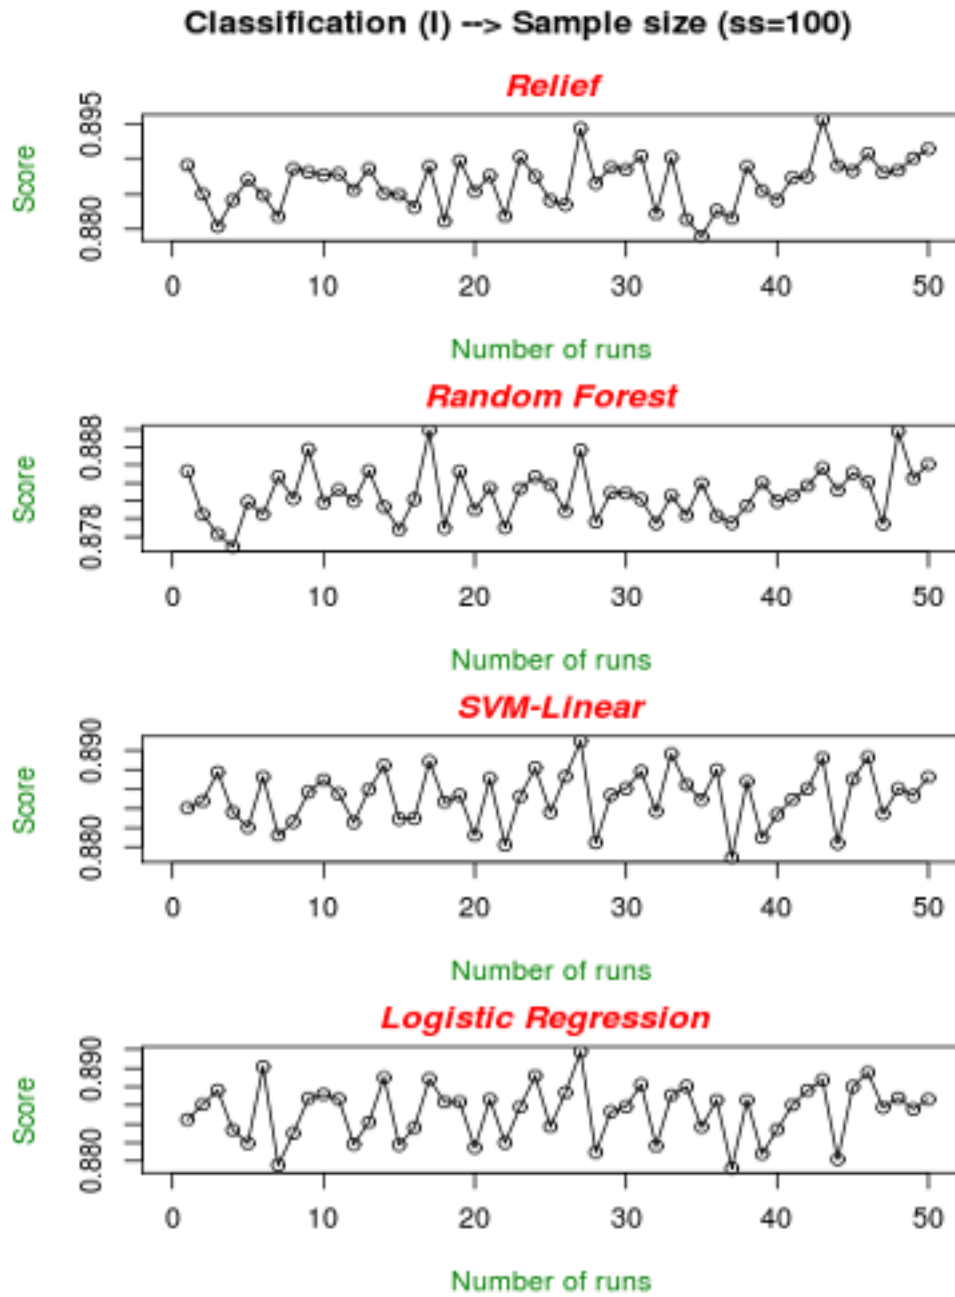 Classification (I) --> Sample size (ss=100)
Relief
Score
0.895
0.880
0 10 20 30 40 50
Number of runs
Random Forest
Score
0.888
0.878
0 10 20 30 40 50
Number of runs
SVM-Linear
Score
0.890
0.880
0 10 20 30 40 50
Number of runs
Logistic Regression
Score
0.890
0.880
0 10 20 30 40 50
Number of runs